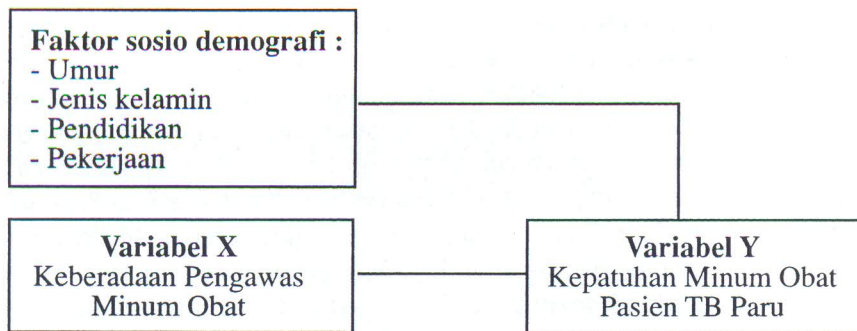 Faktor sosio demografi :
- Umur
- Jenis kelamin
- Pendidikan
- Pekerjaan
Variabel X
Keberadaan Pengawas
Minum Obat
Variabel Y
Kepatuhan Minum Obat
Pasien TB Paru